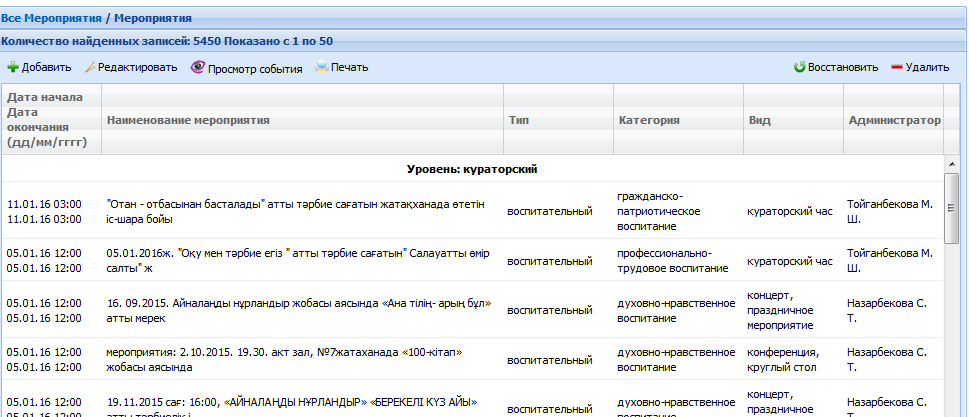 Все Мероприятия / Мероприятия
Количество найденных записей: 5450 Показано с 1 по 50
Добавить Редактировать Просмотр события Печать Восстановить Удалить
Дата начала
Дата
окончания
(дд/мм/гггг)
Наименование мероприятия
Тип
Категория
Вид
Администратор
Уровень: кураторский
11.01.16 03:00
11.01.16 03:00
"Отан - отбасынан басталады" атты тәрбие сағатын жатақханада өтетін
іс-шара бойы
воспитательный
гражданско-
патриотическое
воспитание
кураторский час
Тойганбекова М.
Ш.
05.01.16 12:00
05.01.16 12:00
05.01.2016ж. "Оқу мен тәрбие егіз " атты тәрбие сағатын" Салауатты өмір
салты" ж
воспитательный
профессионально-
трудовое воспитание
кураторский час
Тойганбекова М.
Ш.
05.01.16 12:00
05.01.16 12:00
16. 09.2015. Айналаңды нұрландыр жобасы аясында «Ана тілің- арың бұл»
атты мерек
воспитательный
духовно-нравственное
воспитание
концерт,
праздничное
мероприятие
Назарбекова С.
Т.
05.01.16 12:00
05.01.16 12:00
мероприятия: 2.10.2015. 19.30. акт зал, №7жатаханада «100-кітап»
жобасы аясында
воспитательный
духовно-нравственное
воспитание
конференция,
круглый стол
Назарбекова С.
Т.
05.01.16 12:00
05.01.16 12:00
19.11.2015 сағ: 16:00, «АЙНАЛАҢДЫ НҰРЛАНДЫР» «БЕРЕКЕЛІ КҮЗ АЙЫ»
атты тәрбиелік і
воспитательный
духовно-нравственное
воспитание
концерт,
праздничное
Назарбекова С.
Т.